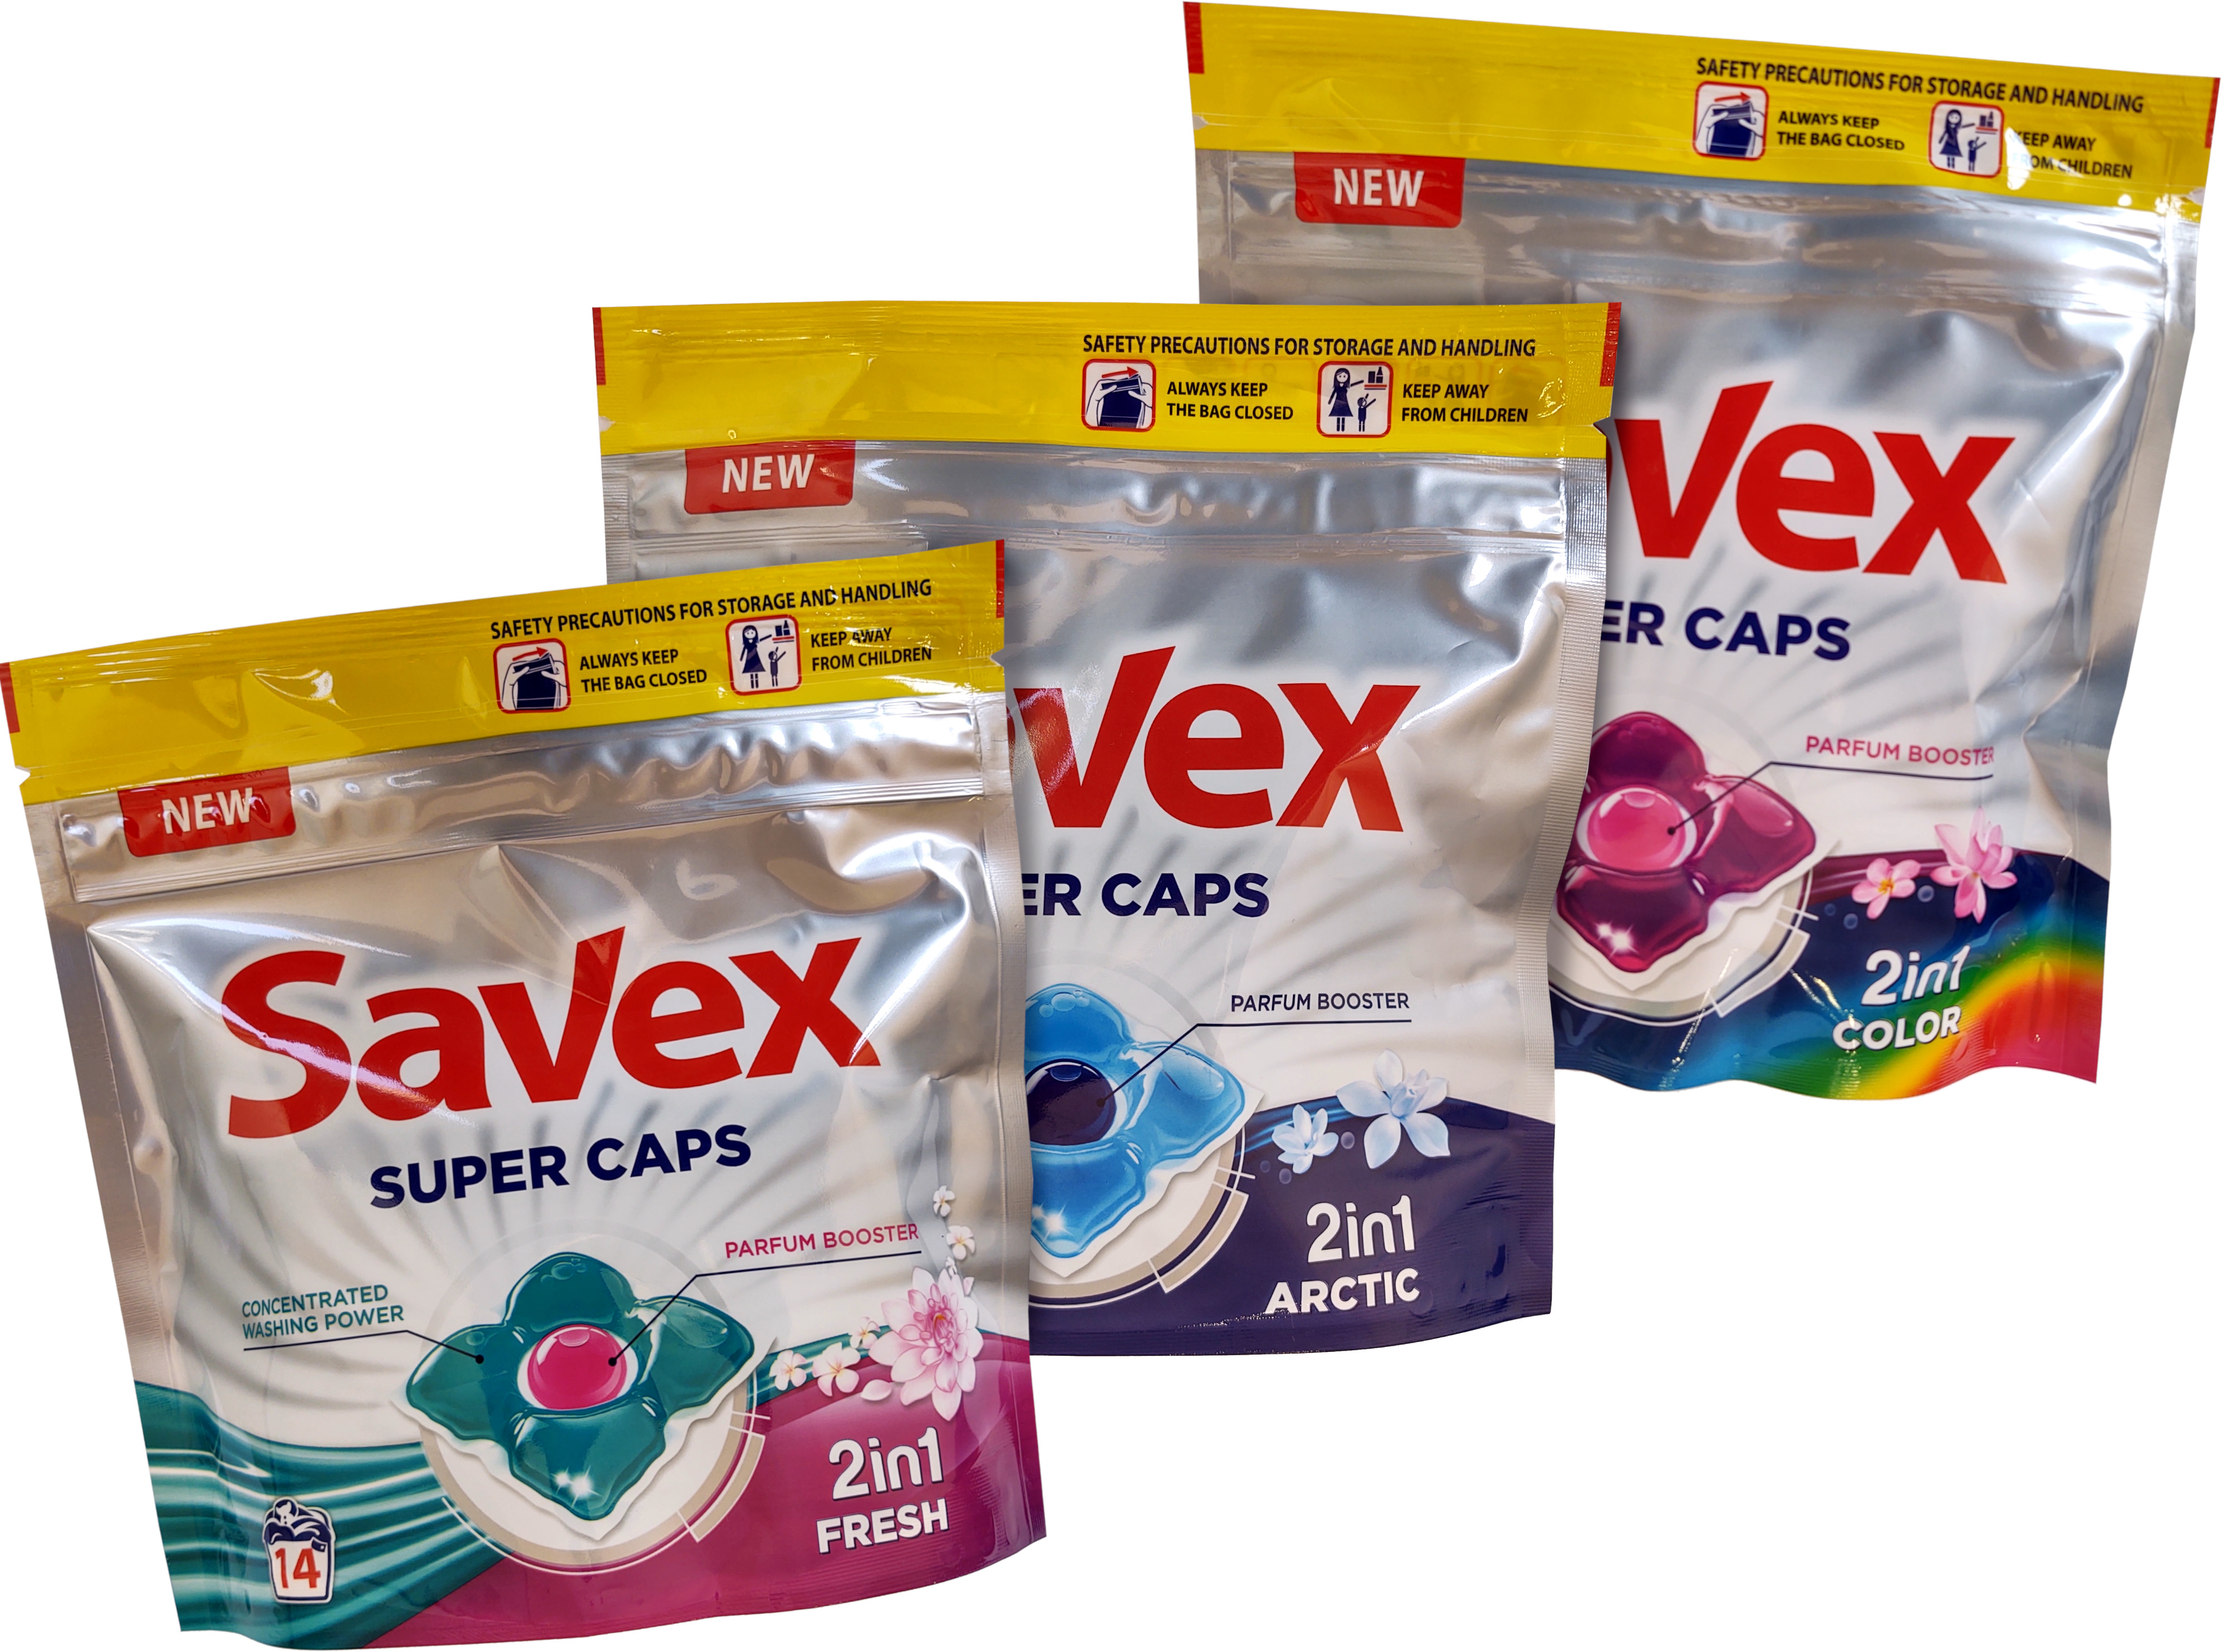 SAFETY PRECAUTIONS FOR STORAGE AND HANDLING
ALWAYS KEEP
THE BAG CLOSED
KEEP AWAY
FROM CHILDREN
NEW
Savex
SUPER CAPS
CONCENTRATED
WASHING POWER
PARFUM BOOSTER
2in1
FRESH
14
SAFETY PRECAUTIONS FOR STORAGE AND HANDLING
ALWAYS KEEP
THE BAG CLOSED
KEEP AWAY
FROM CHILDREN
NEW
vex
ER CAPS
PARFUM BOOSTER
2in1
ARCTIC
SAFETY PRECAUTIONS FOR STORAGE AND HANDLING
ALWAYS KEEP
THE BAG CLOSED
KEEP AWAY
FROM CHILDREN
NEW
vex
ER CAPS
PARFUM BOOSTER
2in1
COLOR